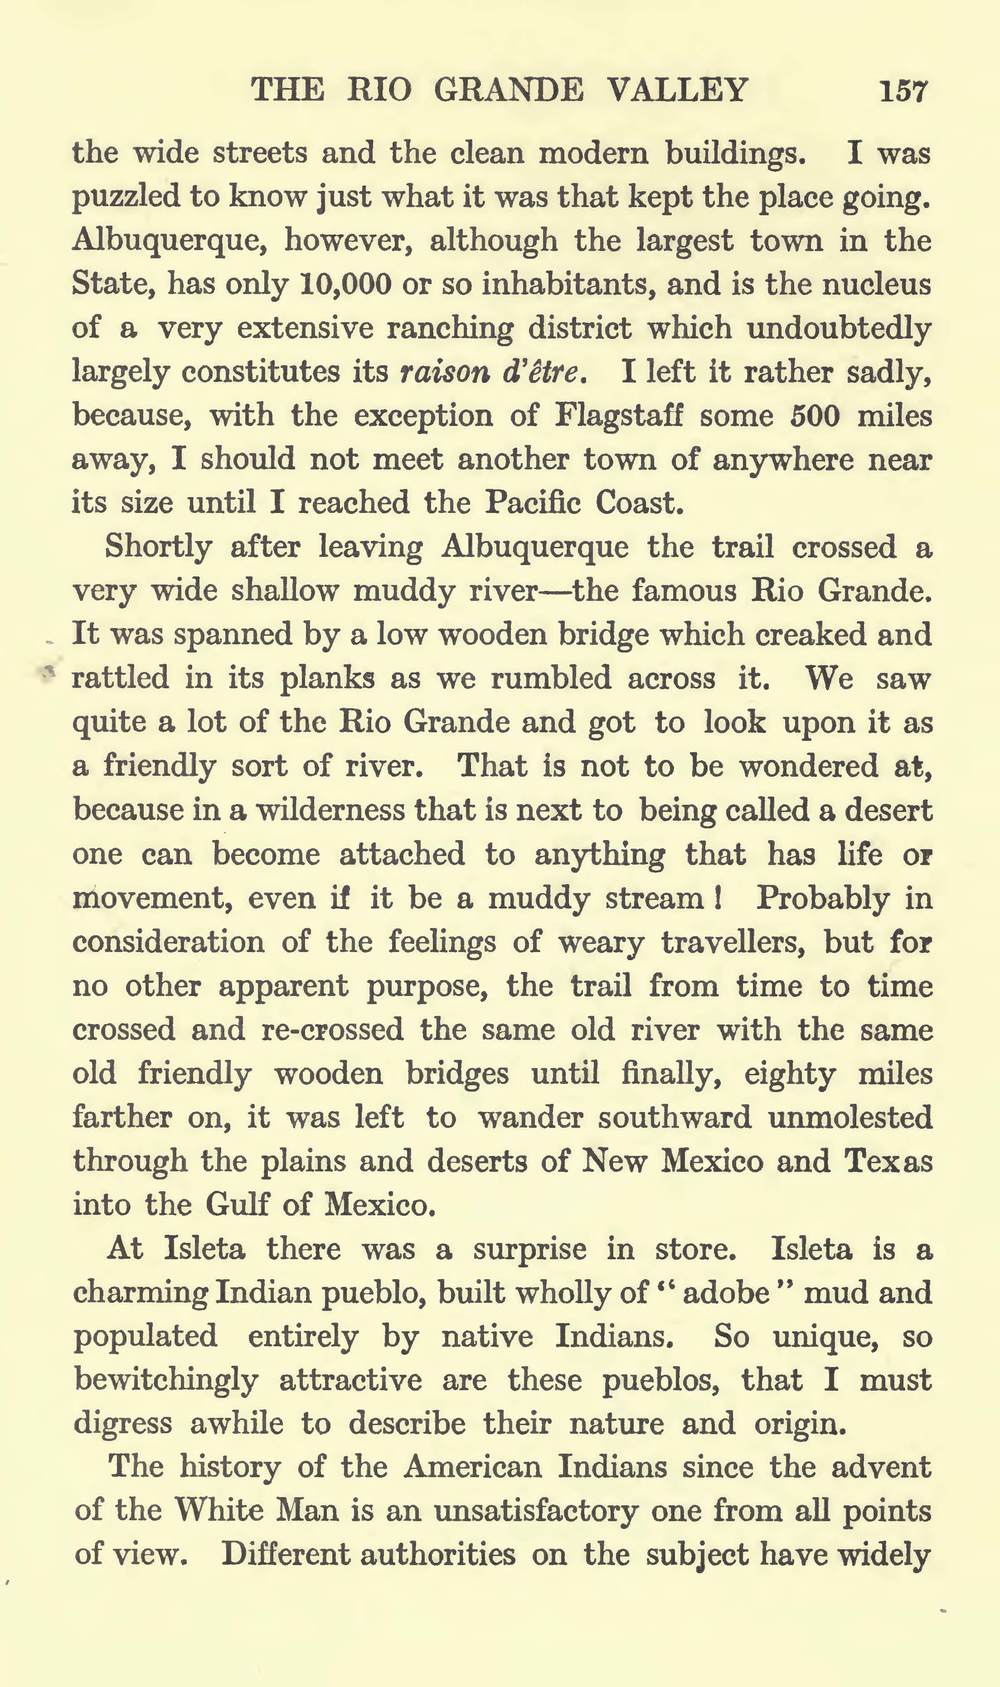 THE RIO GRANDE VALLEY 157
the wide streets and the clean modern buildings. I was
puzzled to know just what it was that kept the place going.
Albuquerque, however, although the largest town in the
State, has only 10,000 or so inhabitants, and is the nucleus
of a very extensive ranching district which undoubtedly
largely constitutes its raison d'être. I left it rather sadly,
because, with the exception of Flagstaff some 500 miles
away, I should not meet another town of anywhere near
its size until I reached the Pacific Coast.
Shortly after leaving Albuquerque the trail crossed a
very wide shallow muddy river—the famous Rio Grande.
It was spanned by a low wooden bridge which creaked and
rattled in its planks as we rumbled across it. We saw
quite a lot of the Rio Grande and got to look upon it as
a friendly sort of river. That is not to be wondered at,
because in a wilderness that is next to being called a desert
one can become attached to anything that has life or
movement, even if it be a muddy stream ! Probably in
consideration of the feelings of weary travellers, but for
no other apparent purpose, the trail from time to time
crossed and re-crossed the same old river with the same
old friendly wooden bridges until finally, eighty miles
farther on, it was left to wander southward unmolested
through the plains and deserts of New Mexico and Texas
into the Gulf of Mexico.
At Isleta there was a surprise in store. Isleta is a
charming Indian pueblo, built wholly of “ adobe ” mud and
populated entirely by native Indians. So unique, so
bewitchingly attractive are these pueblos, that I must
digress awhile to describe their nature and origin.
The history of the American Indians since the advent
of the White Man is an unsatisfactory one from all points
of view. Different authorities on the subject have widely